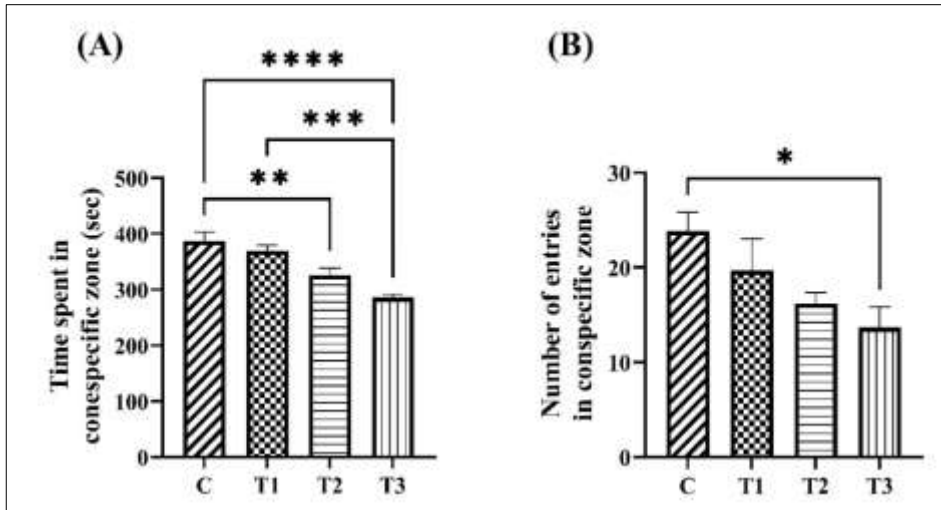 (A)
****
***
**
Time spent in
conespecific zone (sec)
500
400
300
200
100
0
C T1 T2 T3
(B)
*
Number of entries
in conspecific zone
30
20
10
0
C T1 T2 T3